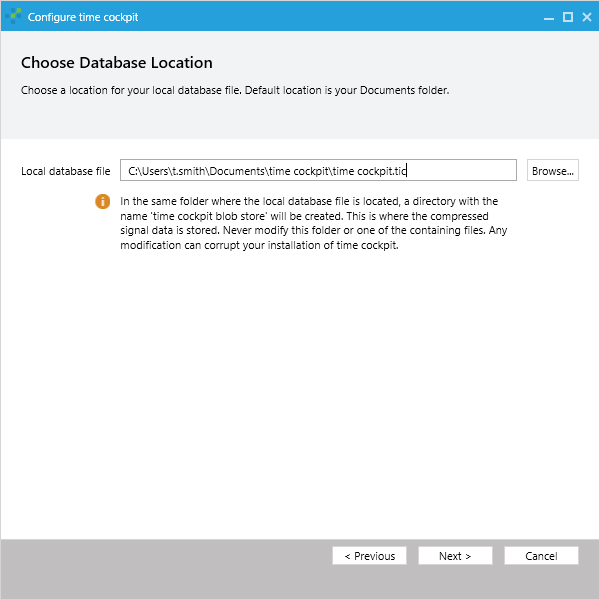 Configure time cockpit
Choose Database Location
Choose a location for your local database file. Default location is your Documents folder.
Local database file C:\Users\t.smith\Documents\time cockpit\time cockpit.tic Browse...
In the same folder where the local database file is located, a directory with the
name 'time cockpit blob store' will be created. This is where the compressed
signal data is stored. Never modify this folder or one of the containing files. Any
modification can corrupt your installation of time cockpit.
< Previous Next > Cancel